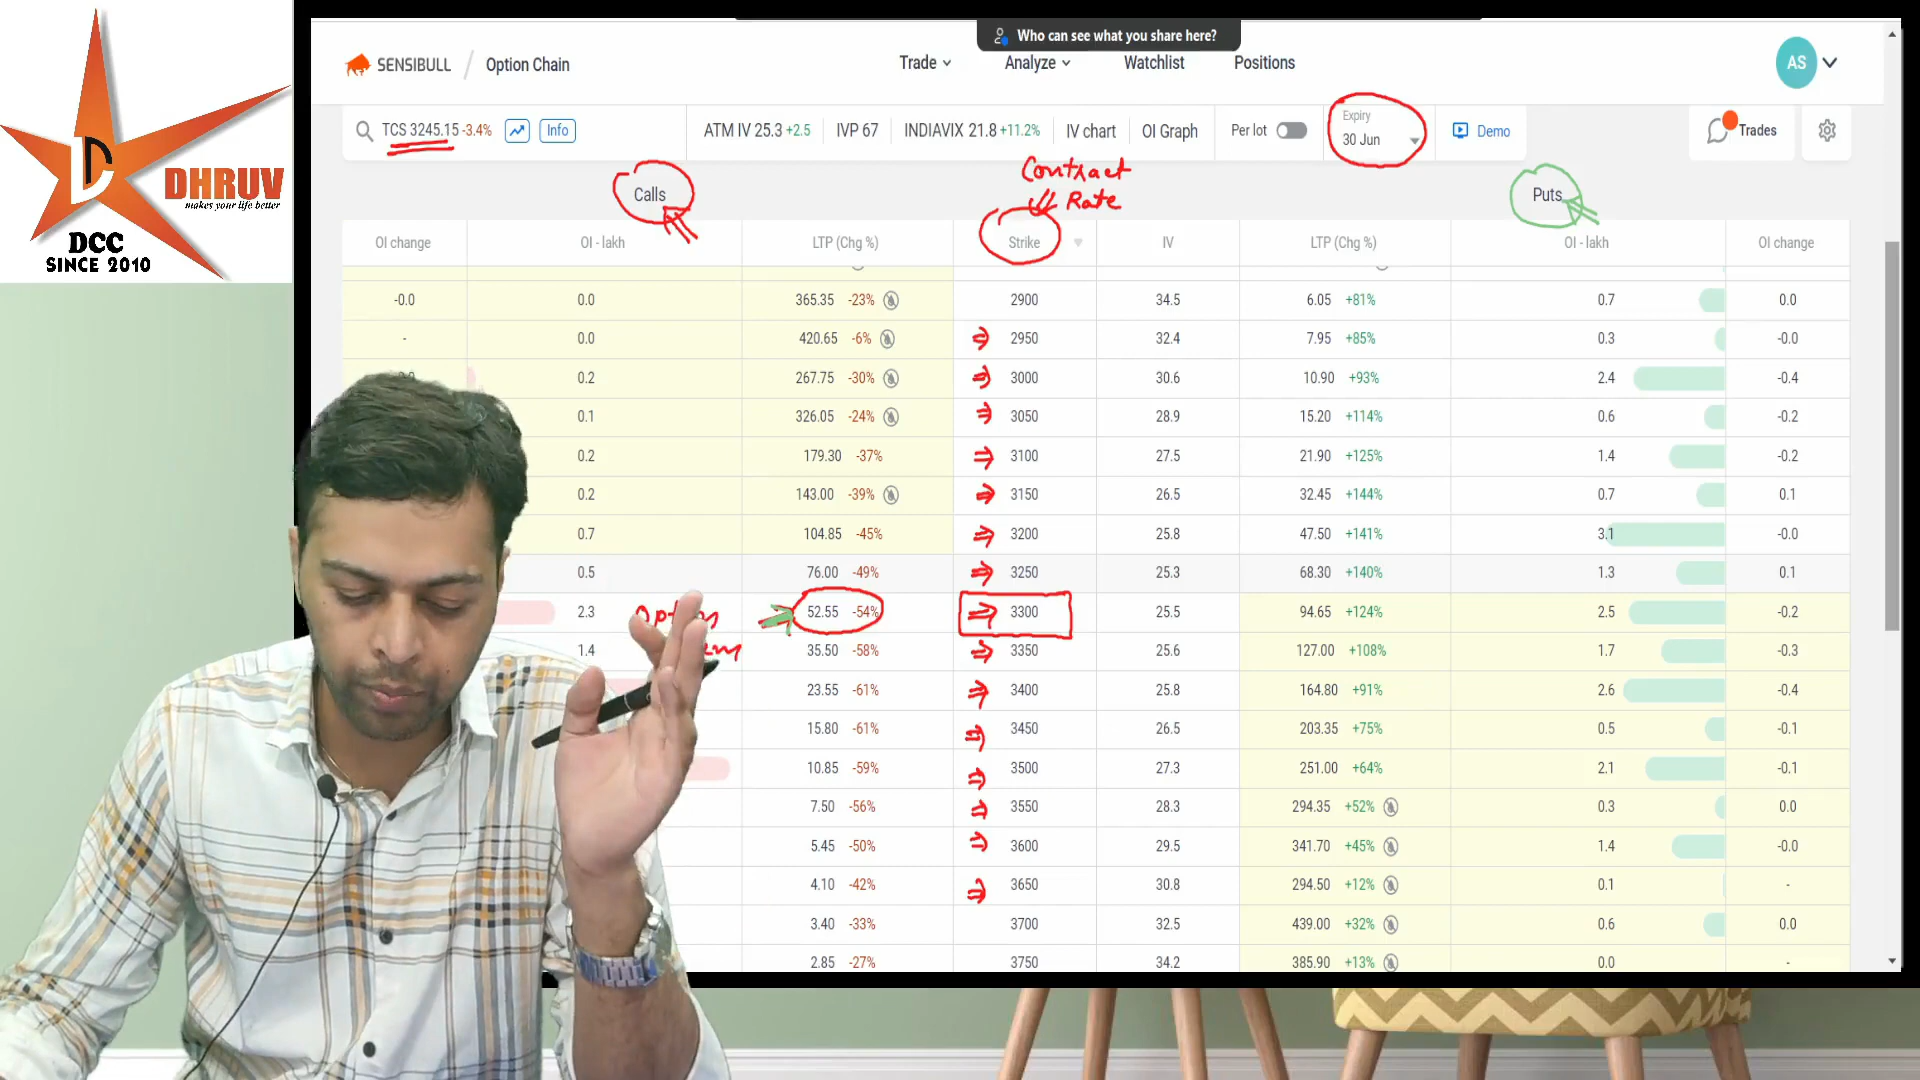 Who can see what you share here?
SENSIBULL / Option Chain
Trade
Analyze
Watchlist
Positions
AS
TCS 3245.15 -3.4%
Info
ATM IV 25.3 +2.5
IVP 67
INDIAVIX 21.8 +11.2%
IV chart
OI Graph
Per lot
Expiry
30 Jun
Demo
Trades
DHRUV
makes your life better
DCC
SINCE 2010
Calls
Contract
Rate
Puts
OI change OI - lakh LTP (Chg %) Strike IV LTP (Chg %) OI - lakh OI change
-0.0 0.0 365.35 -23% 2900 34.5 6.05 +81% 0.7 0.0
- 0.0 420.65 -6% ⇒ 2950 32.4 7.95 +85% 0.3 -0.0
0.2 267.75 -30% ⇒ 3000 30.6 10.90 +93% 2.4 -0.4
0.1 326.05 -24% ⇒ 3050 28.9 15.20 +114% 0.6 -0.2
0.2 179.30 -37% ⇒ 3100 27.5 21.90 +125% 1.4 -0.2
0.2 143.00 -39% ⇒ 3150 26.5 32.45 +144% 0.7 0.1
0.7 104.85 -45% ⇒ 3200 25.8 47.50 +141% 3.1 -0.0
0.5 76.00 -49% ⇒ 3250 25.3 68.30 +140% 1.3 0.1
2.3 52.55 -54% ⇒ 3300 25.5 94.65 +124% 2.5 -0.2
1.4 35.50 -58% ⇒ 3350 25.6 127.00 +108% 1.7 -0.3
23.55 -61% ⇒ 3400 25.8 164.80 +91% 2.6 -0.4
15.80 -61% ⇒ 3450 26.5 203.35 +75% 0.5 -0.1
10.85 -59% ⇒ 3500 27.3 251.00 +64% 2.1 -0.1
7.50 -56% ⇒ 3550 28.3 294.35 +52% 0.3 0.0
5.45 -50% ⇒ 3600 29.5 341.70 +45% 1.4 -0.0
4.10 -42% ⇒ 3650 30.8 294.50 +12% 0.1 -
3.40 -33% 3700 32.5 439.00 +32% 0.6 0.0
2.85 -27% 3750 34.2 385.90 +13% 0.0 -